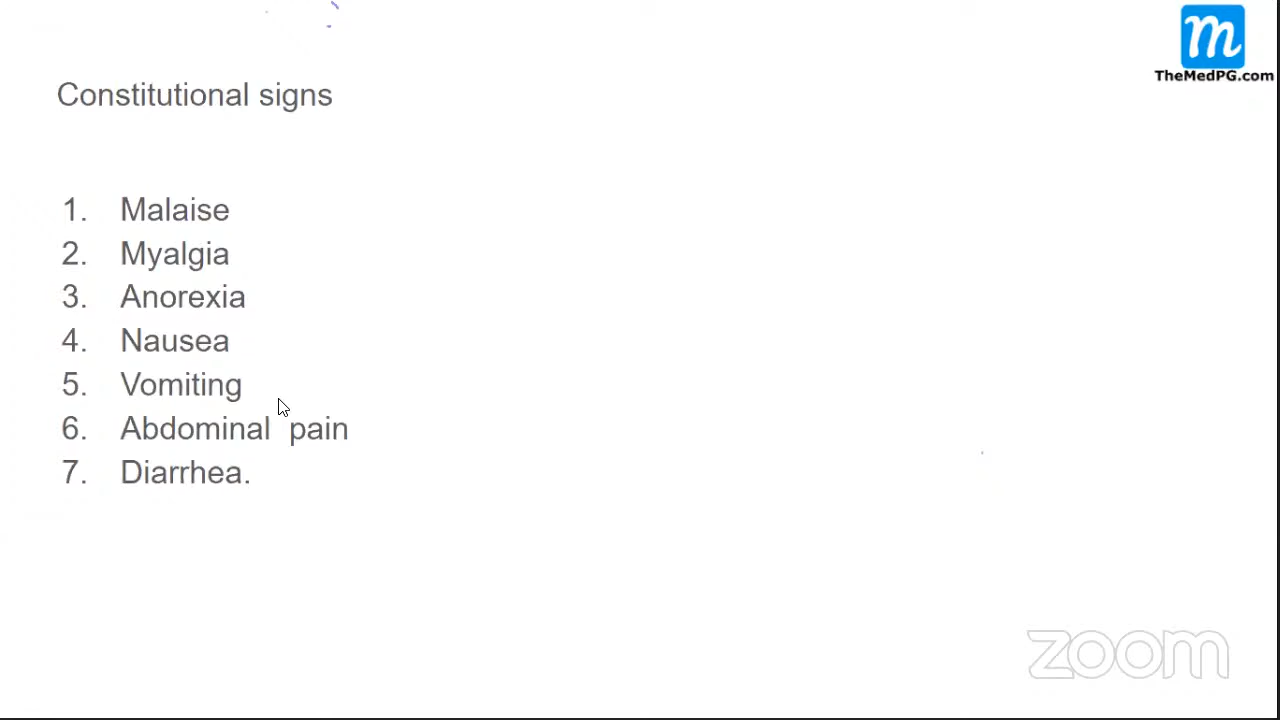 m
TheMedPG.com
Constitutional signs
1. Malaise
2. Myalgia
3. Anorexia
4. Nausea
5. Vomiting
6. Abdominal pain
7. Diarrhea.
zoom